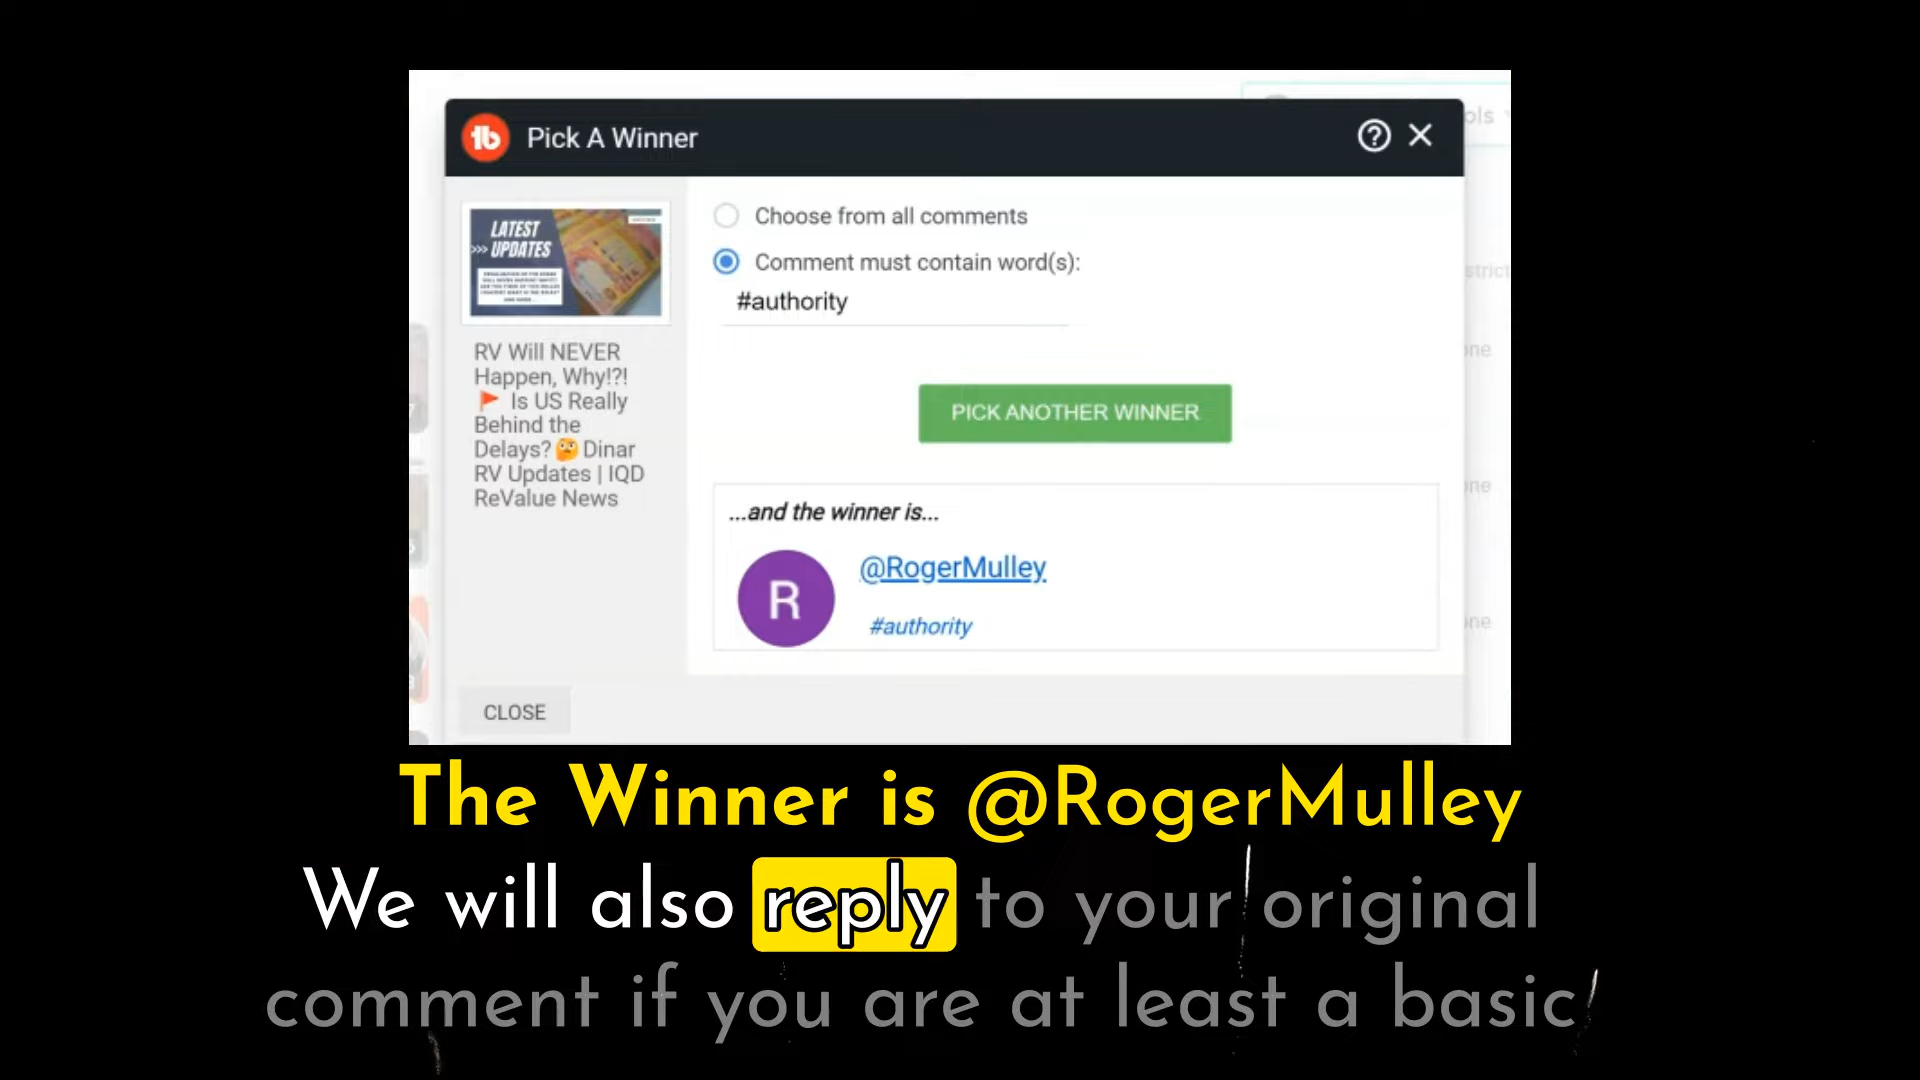 tb Pick A Winner
LATEST
>>> UPDATES
RV Will NEVER
Happen, Why!?!
🚩 Is US Really
Behind the
Delays?🤔 Dinar
RV Updates | IQD
ReValue News
Choose from all comments
Comment must contain word(s):
#authority
PICK ANOTHER WINNER
...and the winner is...
R
@RogerMulley
#authority
CLOSE
The Winner is @RogerMulley
We will also reply to your original
comment if you are at least a basic